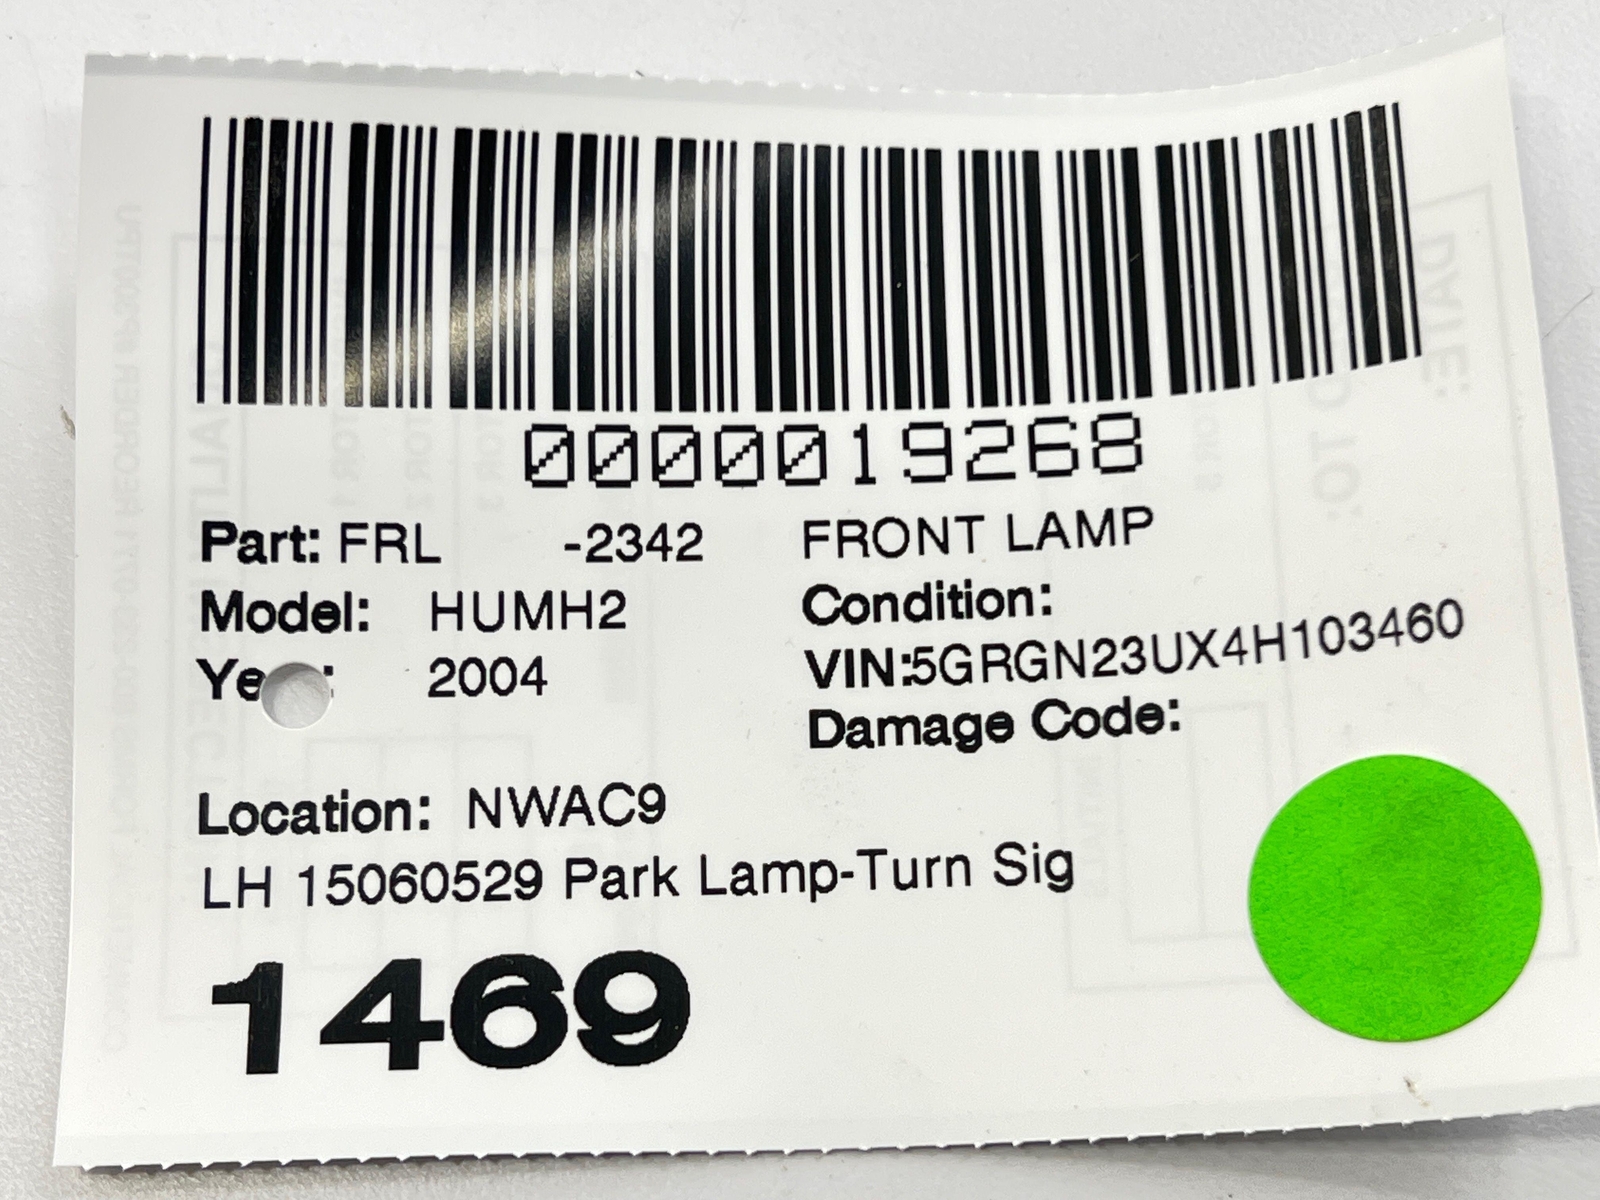 0000019268
Part: FRL -2342 FRONT LAMP
Model: HUMH2 Condition:
Ye : 2004 VIN:5GRGN23UX4H103460
Damage Code:
Location: NWAC9
LH 15060529 Park Lamp-Turn Sig
1469